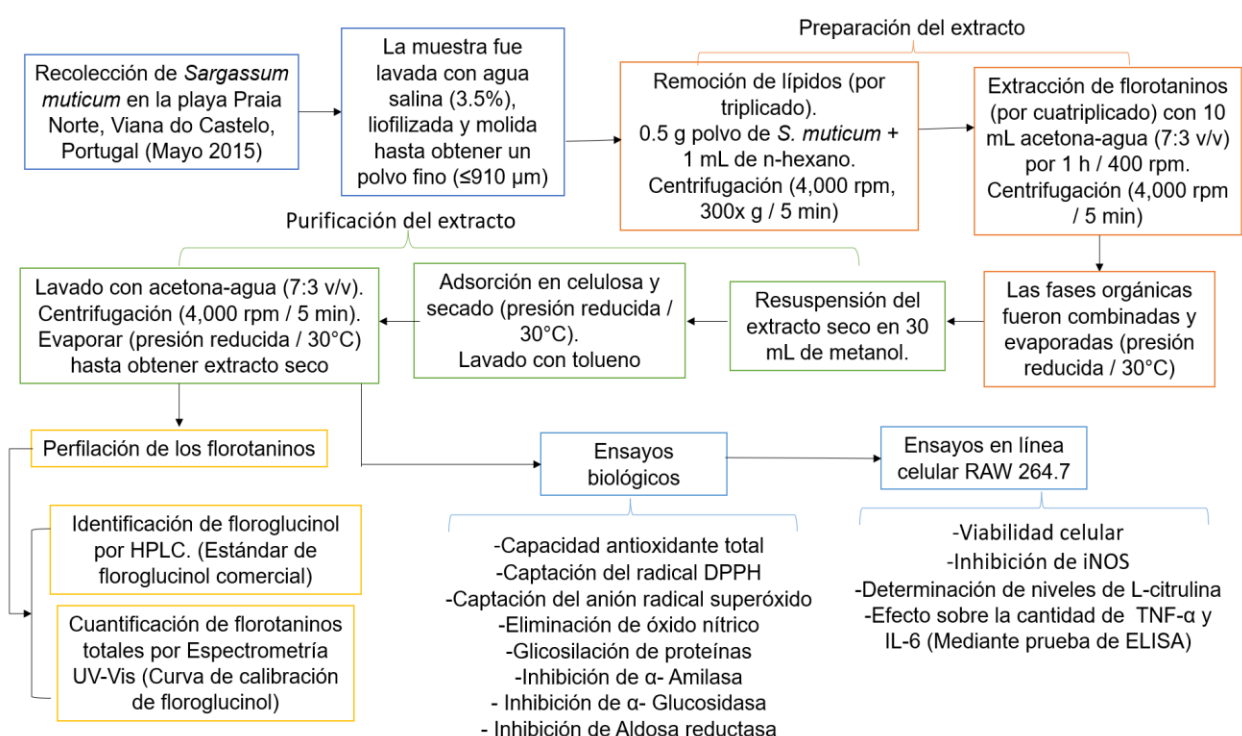 Preparación del extracto
Recolección de Sargassum
muticum en la playa Praia
Norte, Viana do Castelo,
Portugal (Mayo 2015)
La muestra fue
lavada con agua
salina (3.5%),
liofilizada y molida
hasta obtener un
polvo fino (≤910 μm)
Remoción de lípidos (por
triplicado).
0.5 g polvo de S. muticum +
1 mL de n-hexano.
Centrifugación (4,000 rpm,
300x g / 5 min)
Extracción de florotaninos
(por cuatriplicado) con 10
mL acetona-agua (7:3 v/v)
por 1 h / 400 rpm.
Centrifugación (4,000 rpm
/ 5 min)
Las fases orgánicas
fueron combinadas y
evaporadas (presión
reducida / 30°C)
Purificación del extracto
Resuspensión del
extracto seco en 30
mL de metanol.
Adsorción en celulosa y
secado (presión reducida /
30°C).
Lavado con tolueno
Lavado con acetona-agua (7:3 v/v).
Centrifugación (4,000 rpm / 5 min).
Evaporar (presión reducida / 30°C)
hasta obtener extracto seco
Perfilación de los florotaninos
Identificación de floroglucinol
por HPLC. (Estándar de
floroglucinol comercial)
Cuantificación de florotaninos
totales por Espectrometría
UV-Vis (Curva de calibración
de floroglucinol)
Ensayos
biológicos
-Capacidad antioxidante total
-Captación del radical DPPH
-Captación del anión radical superóxido
-Eliminación de óxido nítrico
-Glicosilación de proteínas
-Inhibición de α- Amilasa
- Inhibición de α- Glucosidasa
- Inhibición de Aldosa reductasa
Ensayos en línea
celular RAW 264.7
-Viabilidad celular
-Inhibición de iNOS
-Determinación de niveles de L-citrulina
-Efecto sobre la cantidad de TNF-α y
IL-6 (Mediante prueba de ELISA)